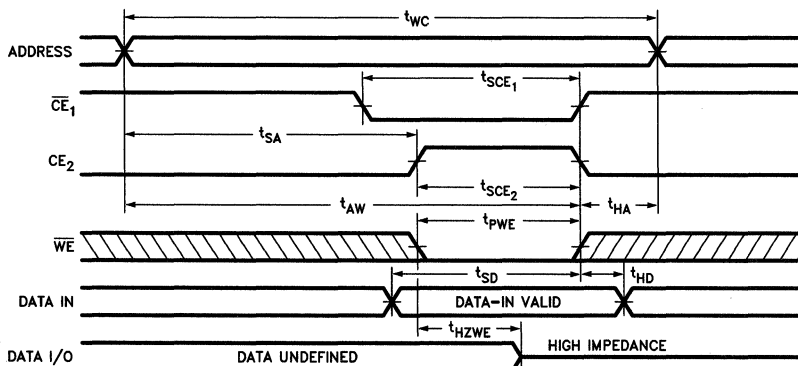 tWC
ADDRESS
tSCE1
CE1
tSA
CE2
tSCE2
tAW
tHA
tPWE
WE
tSD
tHD
DATA IN
DATA-IN VALID
tHZWE
DATA I/O
DATA UNDEFINED
HIGH IMPEDANCE